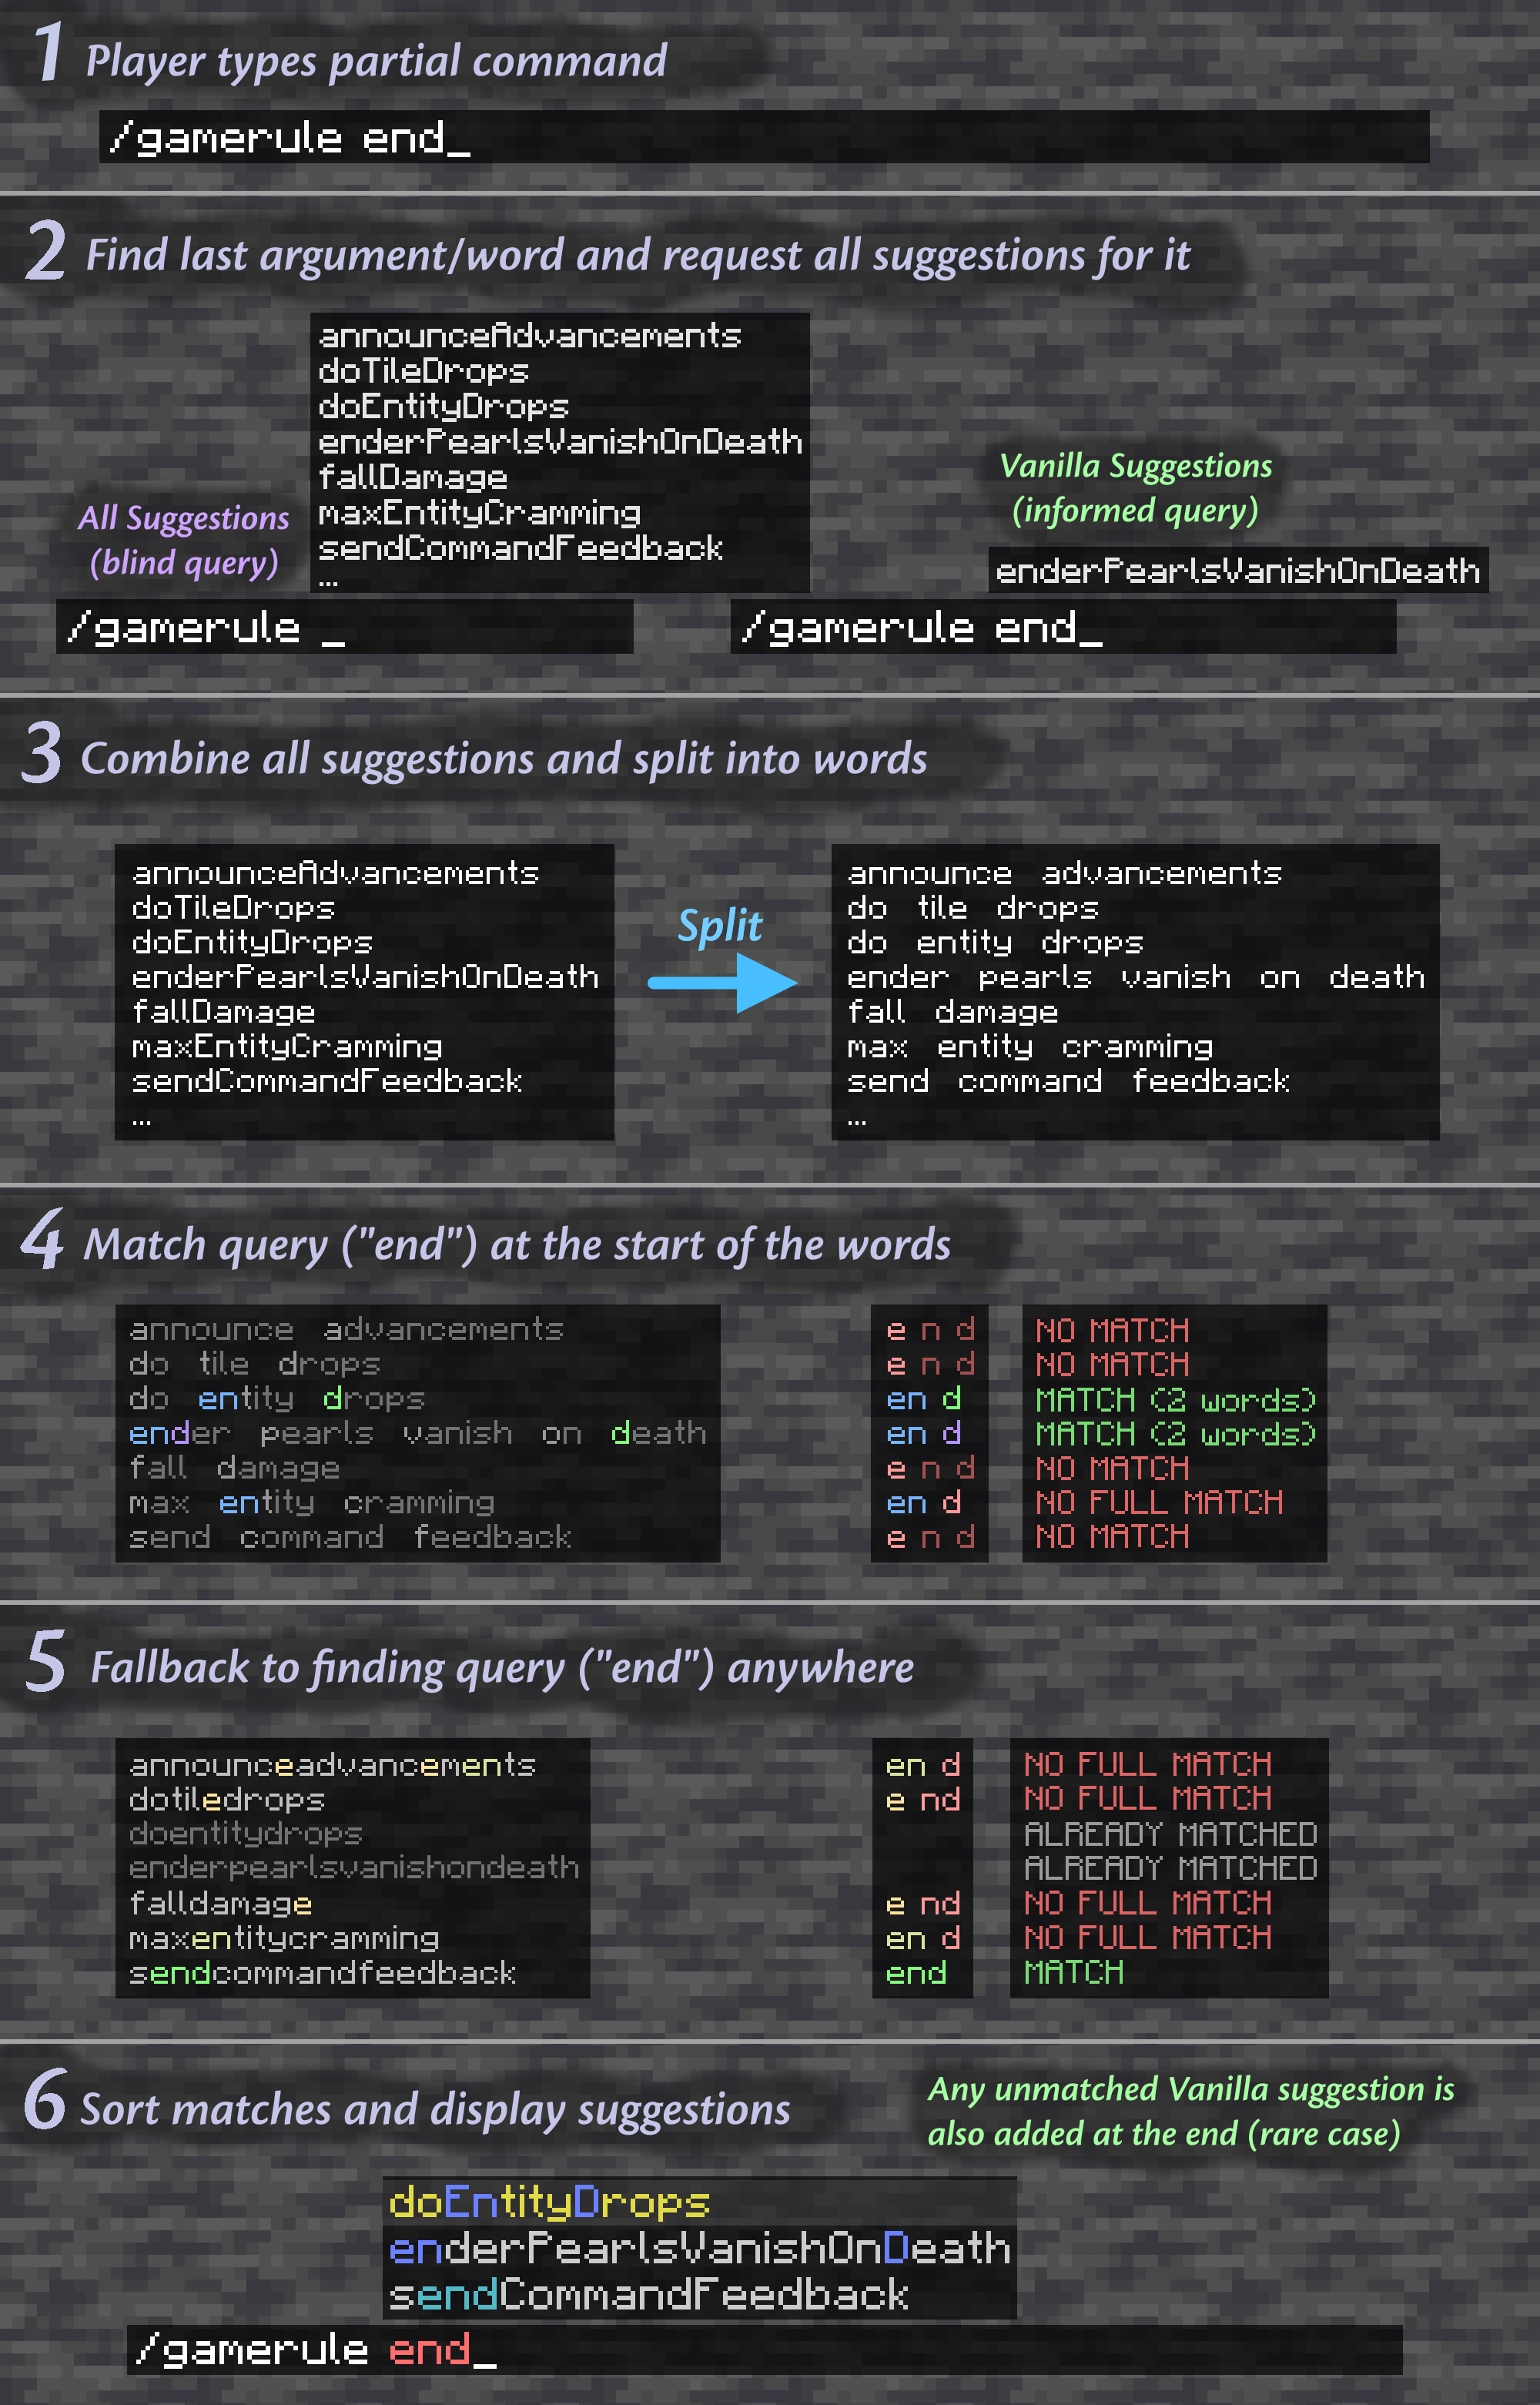 1 Player types partial command
/gamerule end_
2 Find last argument/word and request all suggestions for it
announceAdvancements
doTileDrops
doEntityDrops
enderPearlsVanishOnDeath
fallDamage
maxEntityCramming
sendCommandFeedback
...
All Suggestions
(blind query)
/gamerule _
Vanilla Suggestions
(informed query)
enderPearlsVanishOnDeath
/gamerule end_
3 Combine all suggestions and split into words
announceAdvancements
doTileDrops
doEntityDrops
enderPearlsVanishOnDeath
fallDamage
maxEntityCramming
sendCommandFeedback
...
Split
announce advancements
do tile drops
do entity drops
ender pearls vanish on death
fall damage
max entity cramming
send command feedback
...
4 Match query ("end") at the start of the words
announce advancements e n d NO MATCH
do tile drops e n d NO MATCH
do entity drops en d MATCH (2 words)
ender pearls vanish on death en d MATCH (2 words)
fall damage e n d NO MATCH
max entity cramming en d NO FULL MATCH
send command feedback e n d NO MATCH
5 Fallback to finding query ("end") anywhere
announceadvancements en d NO FULL MATCH
dotiledrops e nd NO FULL MATCH
doentitydrops ALREADY MATCHED
enderpearlsvanishondeath ALREADY MATCHED
falldamage e nd NO FULL MATCH
maxentitycramming en d NO FULL MATCH
sendcommandfeedback end MATCH
6 Sort matches and display suggestions
Any unmatched Vanilla suggestion is
also added at the end (rare case)
doEntityDrops
enderPearlsVanishOnDeath
sendCommandFeedback
/gamerule end_